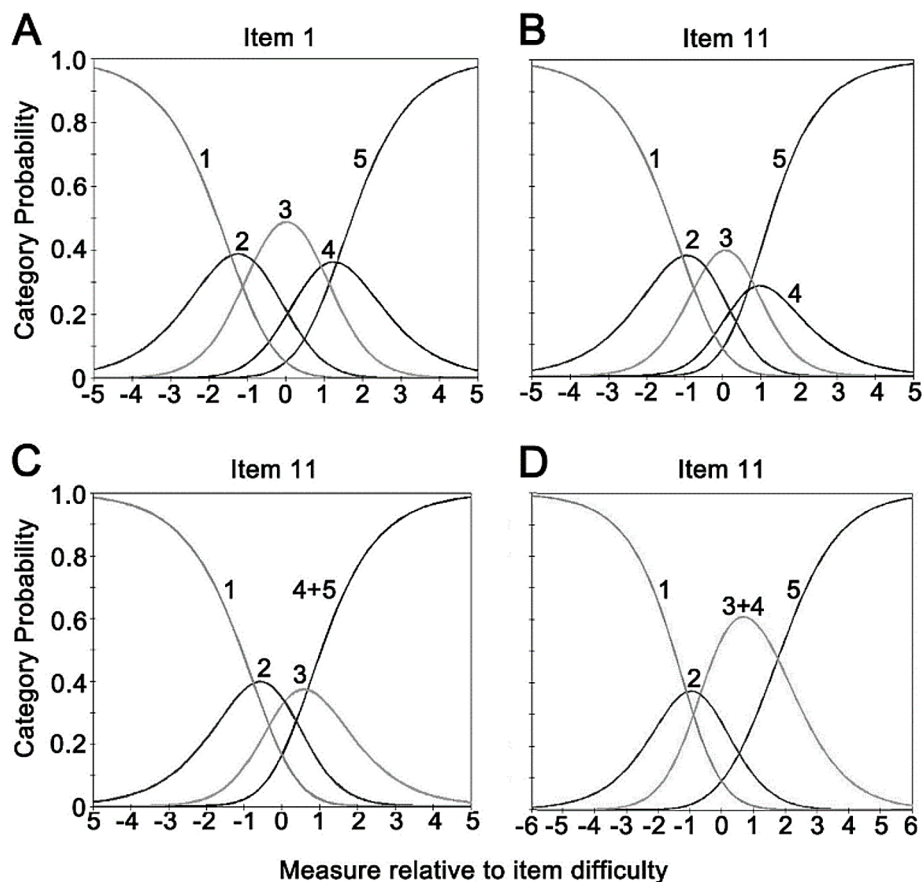 A
Item 1
Category Probability
1.0
0.8
0.6
0.4
0.2
0
1
2
3
4
5
-5 -4 -3 -2 -1 0 1 2 3 4 5
B
Item 11
1
2
3
4
5
-5 -4 -3 -2 -1 0 1 2 3 4 5
C
Item 11
Category Probability
1.0
0.8
0.6
0.4
0.2
0
1
2
3
4+5
5 -4 -3 -2 -1 0 1 2 3 4 5
D
Item 11
1
2
3+4
5
-6 -5 -4 -3 -2 -1 0 1 2 3 4 5 6
Measure relative to item difficulty